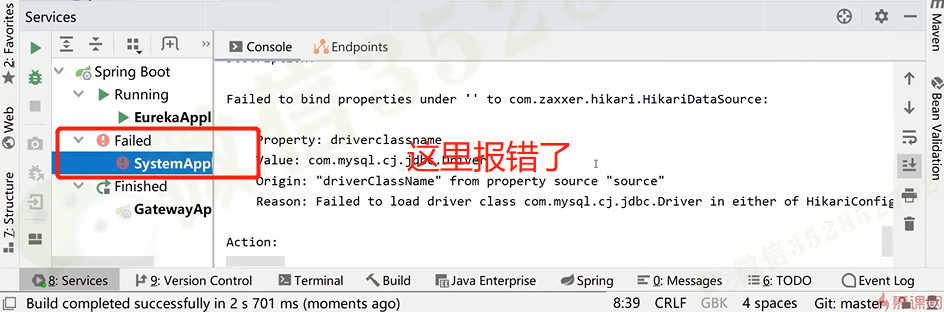 Services
2: Favorites
Maven
Console
Endpoints
Spring Boot
Running
EurekaAppl
Failed
SystemAppl
Finished
GatewayAp
Failed to bind properties under '' to com.zaxxer.hikari.HikariDataSource:
Property: driverclassname
Value: com.mysql.cj.jdbc.Driver
这里报错了
Origin: "driverClassName" from property source "source"
Reason: Failed to load driver class com.mysql.cj.jdbc.Driver in either of HikariConfig
Action:
Web
Bean Validation
7: Structure
8: Services
9: Version Control
Terminal
Build
Java Enterprise
Spring
0: Messages
6: TODO
Event Log
Build completed successfully in 2 s 701 ms (moments ago)
8:39
CRLF
GBK
4 spaces
Git: master